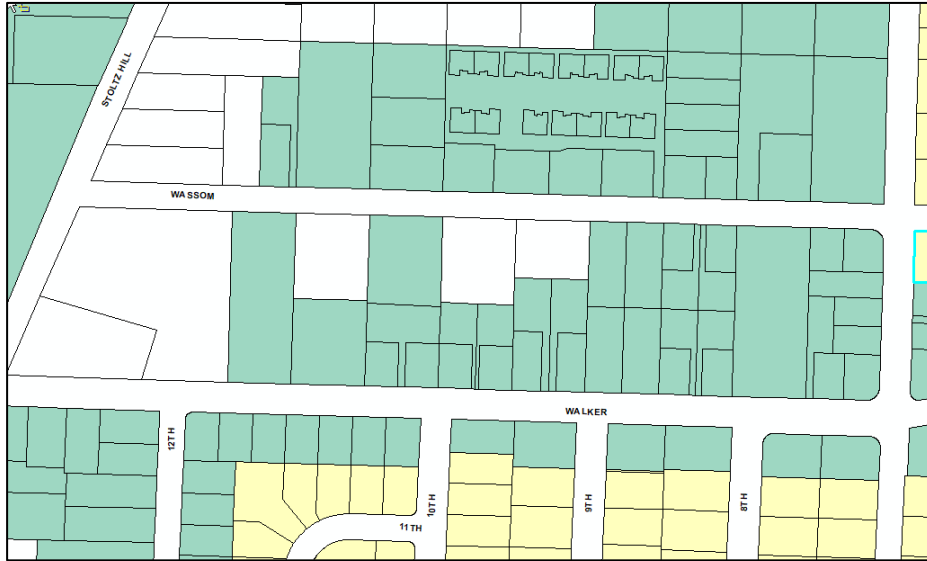 STOLTZ HILL
WASSOM
WALKER
12TH
10TH
9TH
8TH
11TH